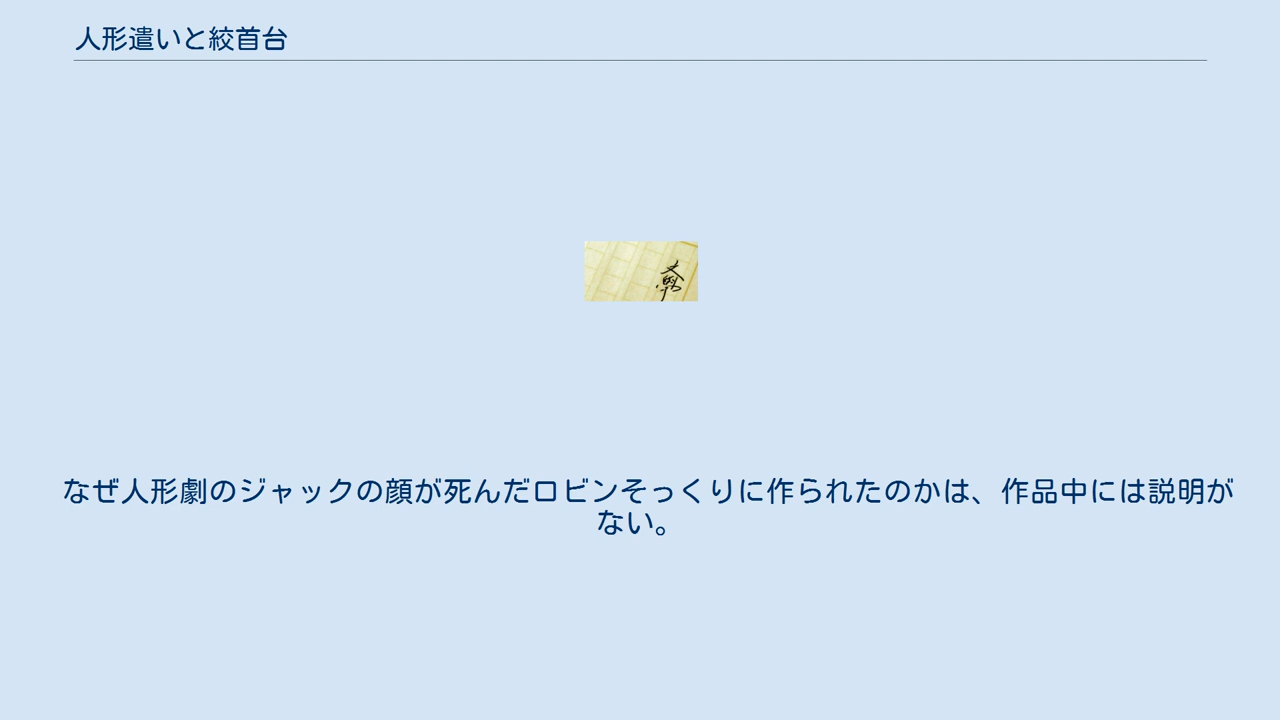 人形遣いと絞首台
なぜ人形劇のジャックの顔が死んだロビンそっくりに作られたのかは、作品中には説明が
ない。